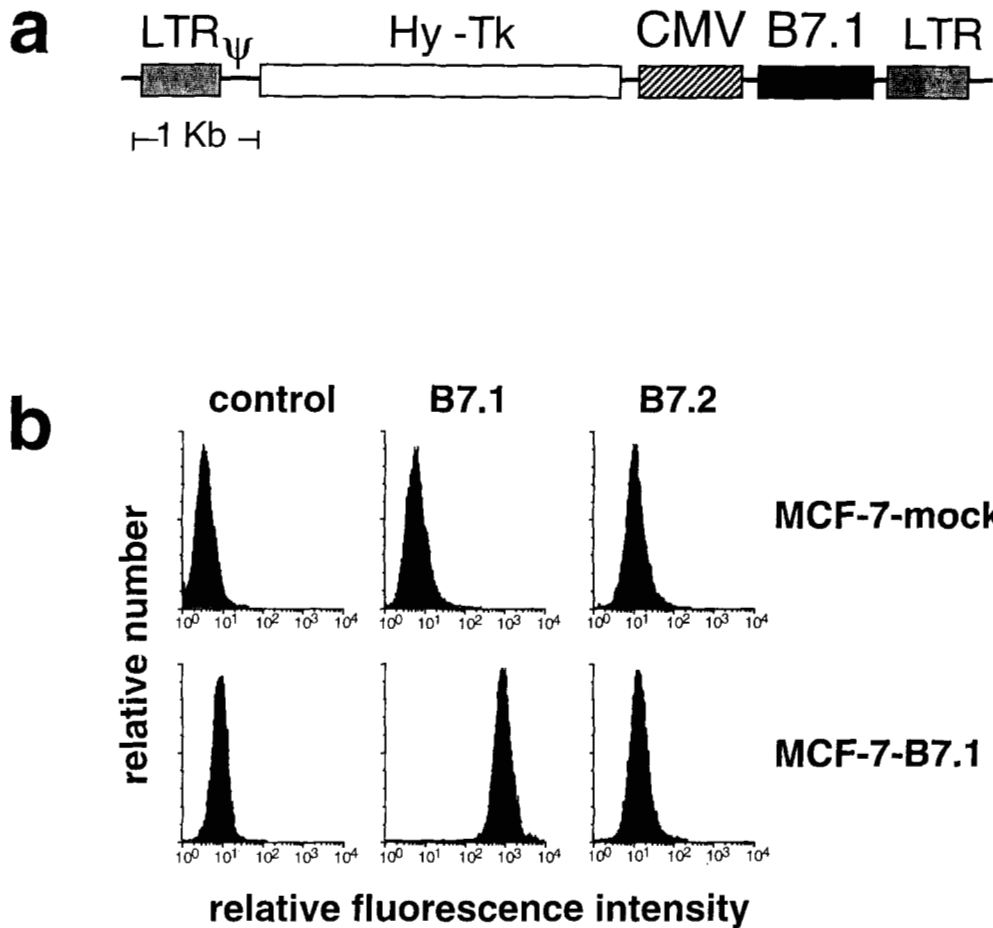 a
LTR ψ Hy -Tk CMV B7.1 LTR
1 Kb
b
control B7.1 B7.2
relative number
10⁰ 10¹ 10² 10³ 10⁴ 10⁰ 10¹ 10² 10³ 10⁴ 10⁰ 10¹ 10² 10³ 10⁴
MCF-7-mock
10⁰ 10¹ 10² 10³ 10⁴ 10⁰ 10¹ 10² 10³ 10⁴ 10⁰ 10¹ 10² 10³ 10⁴
MCF-7-B7.1
relative fluorescence intensity